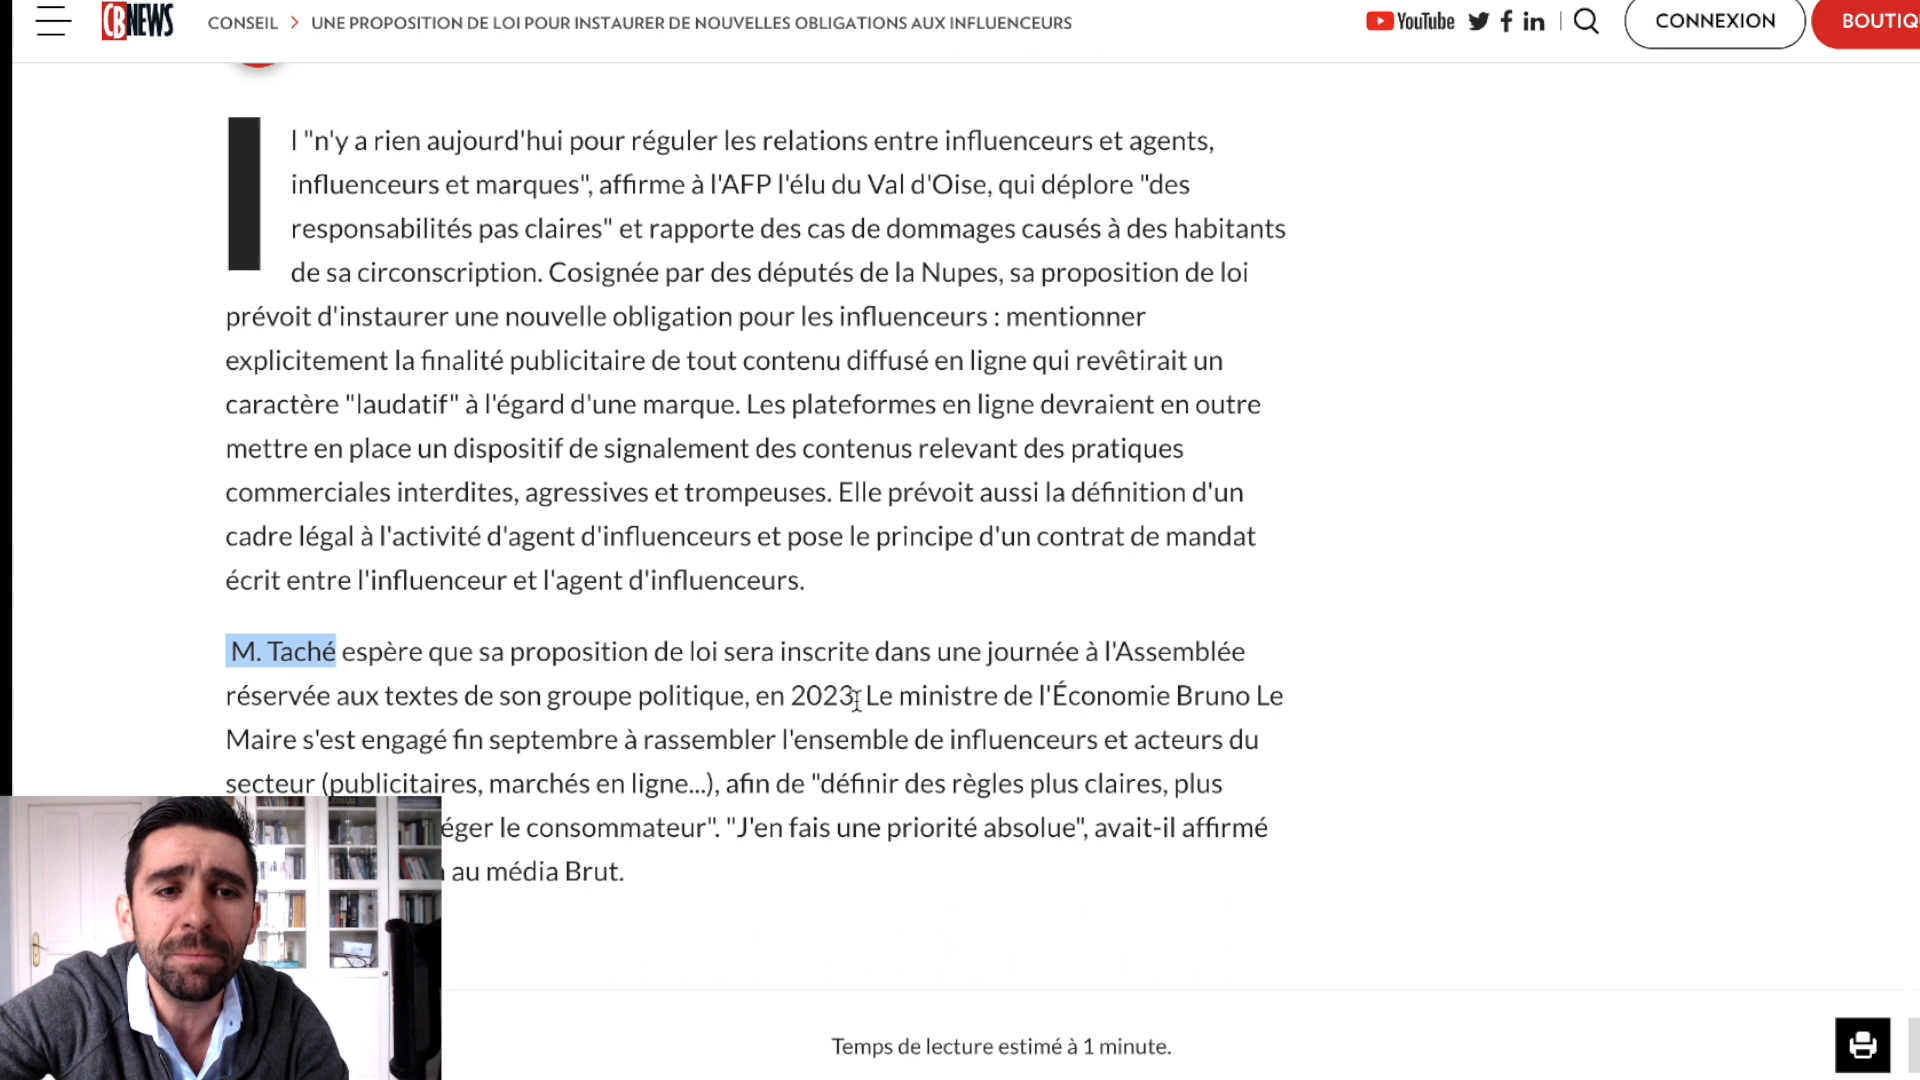 CBNEWS
CONSEIL > UNE PROPOSITION DE LOI POUR INSTAURER DE NOUVELLES OBLIGATIONS AUX INFLUENCEURS
YouTube
CONNEXION
BOUTIQ
Il "n'y a rien aujourd'hui pour réguler les relations entre influenceurs et agents,
influenceurs et marques", affirme à l'AFP l'élu du Val d'Oise, qui déplore "des
responsabilités pas claires" et rapporte des cas de dommages causés à des habitants
de sa circonscription. Cosignée par des députés de la Nupes, sa proposition de loi
prévoit d'instaurer une nouvelle obligation pour les influenceurs : mentionner
explicitement la finalité publicitaire de tout contenu diffusé en ligne qui revêtirait un
caractère "laudatif" à l'égard d'une marque. Les plateformes en ligne devraient en outre
mettre en place un dispositif de signalement des contenus relevant des pratiques
commerciales interdites, agressives et trompeuses. Elle prévoit aussi la définition d'un
cadre légal à l'activité d'agent d'influenceurs et pose le principe d'un contrat de mandat
écrit entre l'influenceur et l'agent d'influenceurs.
M. Taché espère que sa proposition de loi sera inscrite dans une journée à l'Assemblée
réservée aux textes de son groupe politique, en 2023. Le ministre de l'Économie Bruno Le
Maire s'est engagé fin septembre à rassembler l'ensemble de influenceurs et acteurs du
secteur (publicitaires, marchés en ligne...), afin de "définir des règles plus claires, plus
éger le consommateur". "J'en fais une priorité absolue", avait-il affirmé
au média Brut.
Temps de lecture estimé à 1 minute.